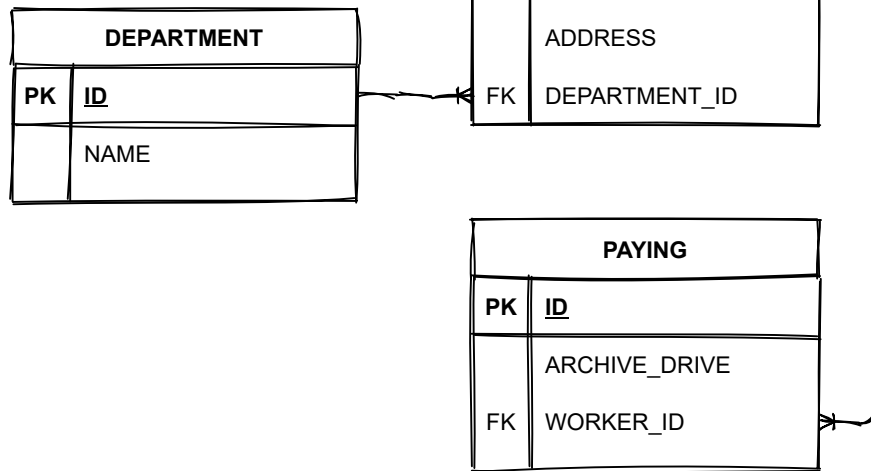 DEPARTMENT
PK ID
NAME
ADDRESS
FK DEPARTMENT_ID
PAYING
PK ID
ARCHIVE_DRIVE
FK WORKER_ID